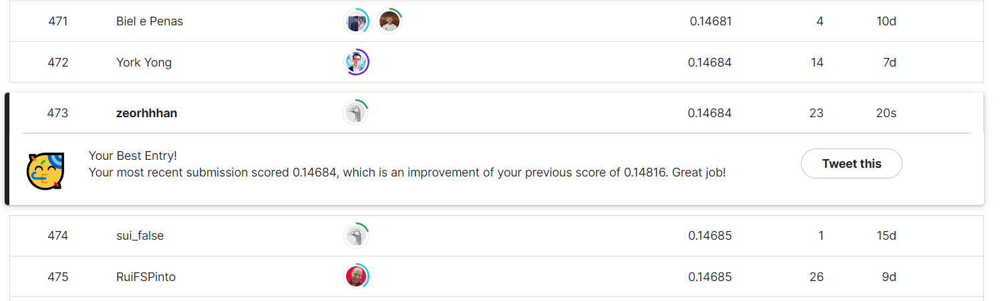 471 Biel e Penas 0.14681 4 10d
472 York Yong 0.14684 14 7d
473 zeorhhhan 0.14684 23 20s
Your Best Entry!
Your most recent submission scored 0.14684, which is an improvement of your previous score of 0.14816. Great job!
Tweet this
474 sui_false 0.14685 1 15d
475 RuiFSPinto 0.14685 26 9d